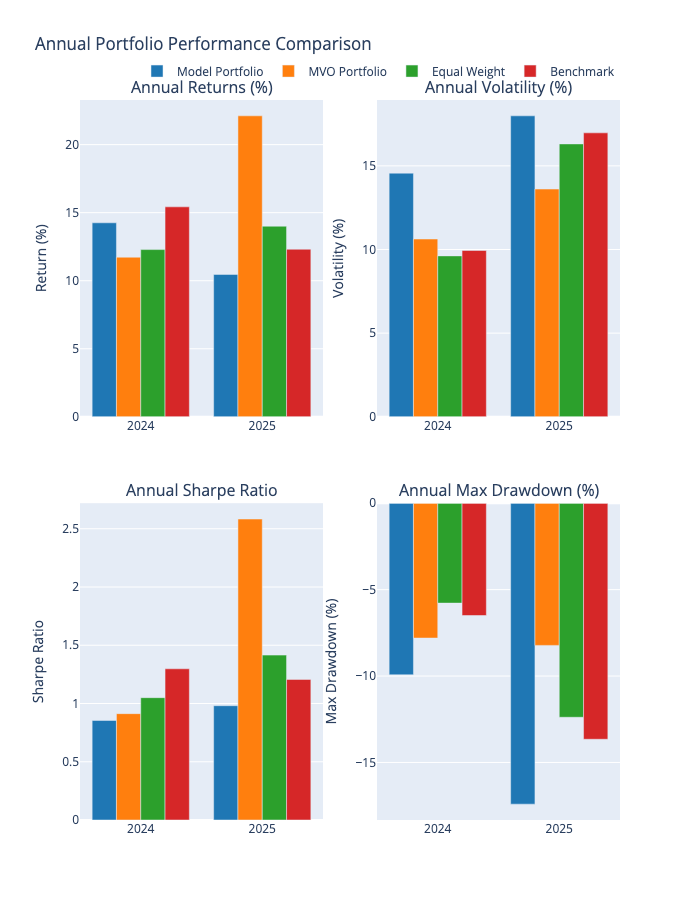 Annual Portfolio Performance Comparison
Model Portfolio MVO Portfolio Equal Weight Benchmark
Annual Returns (%)
Return (%)
20
15
10
5
0
2024 2025
Annual Volatility (%)
Volatility (%)
15
10
5
0
2024 2025
Annual Sharpe Ratio
Sharpe Ratio
2.5
2
1.5
1
0.5
0
2024 2025
Annual Max Drawdown (%)
Max Drawdown (%)
0
−5
−10
−15
2024 2025